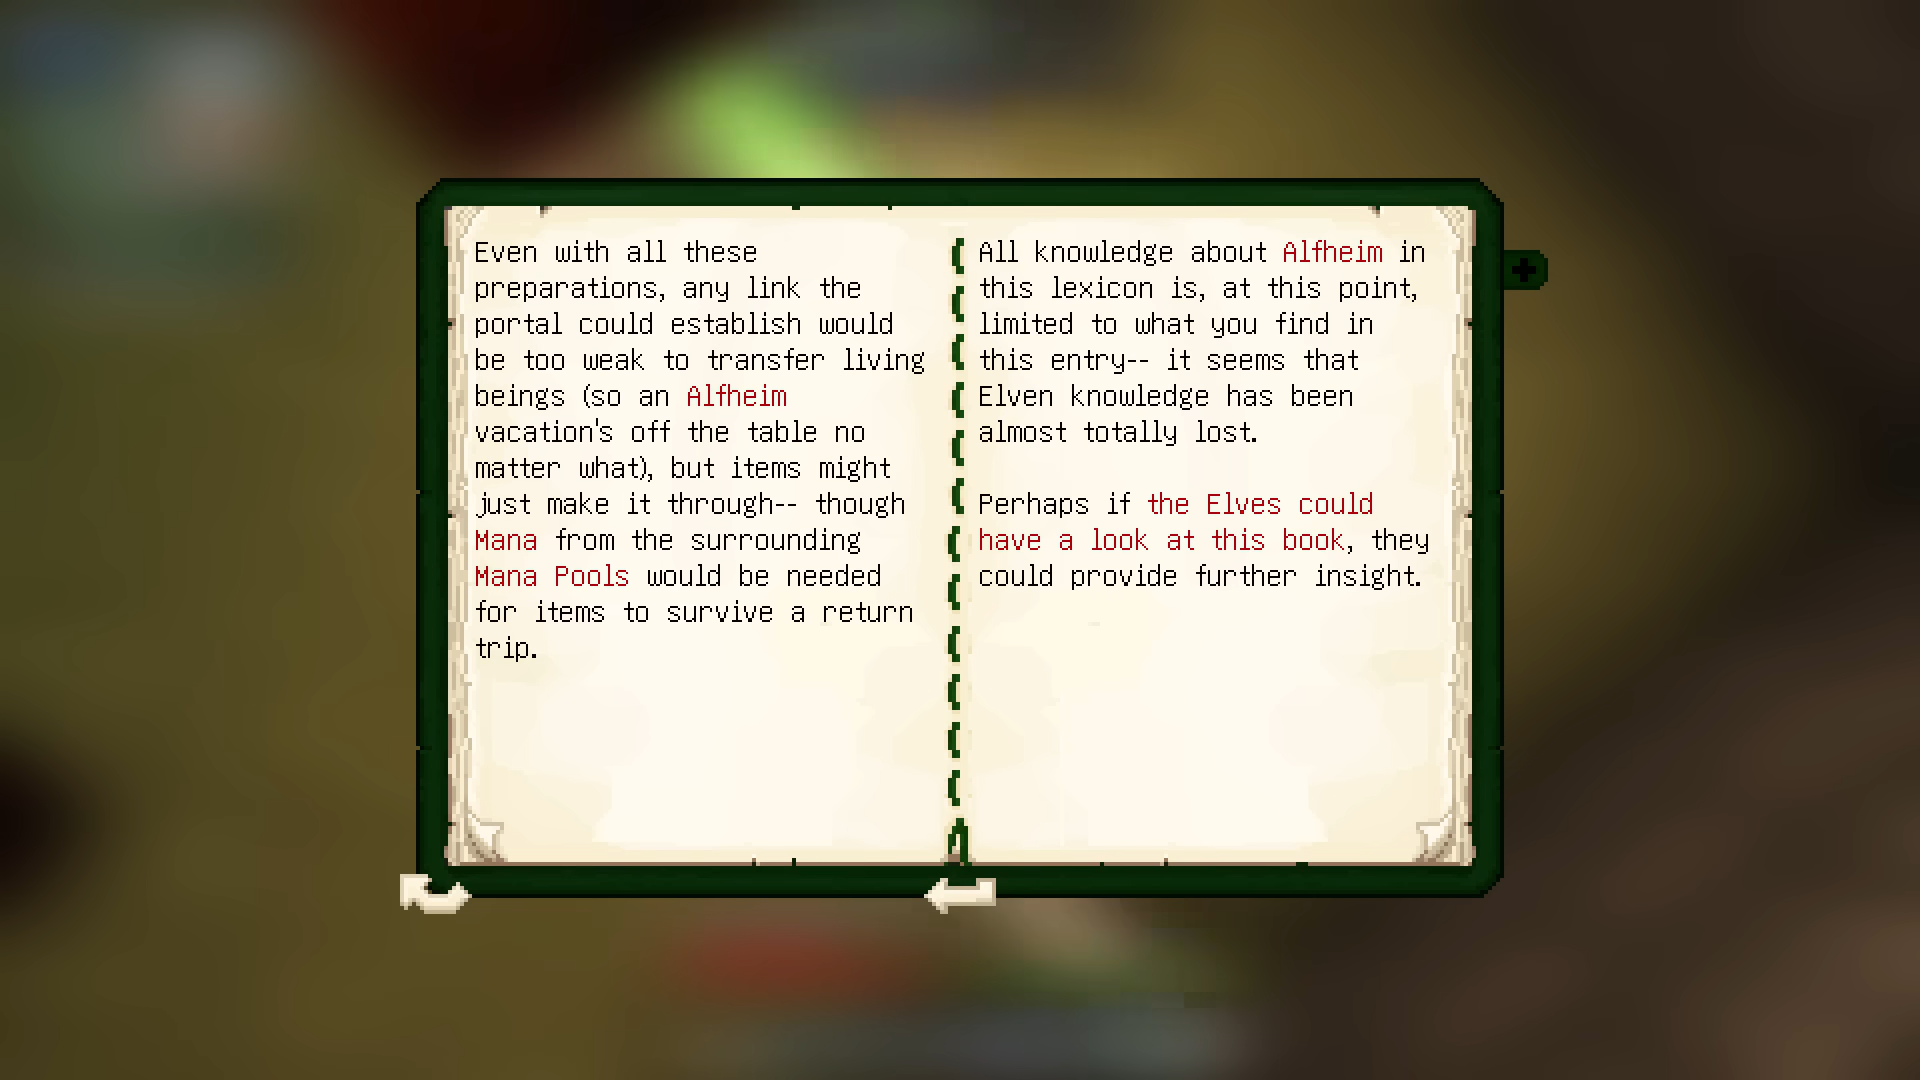 Even with all these
preparations, any link the
portal could establish would
be too weak to transfer living
beings (so an Alfheim
vacation's off the table no
matter what), but items might
just make it through-- though
Mana from the surrounding
Mana Pools would be needed
for items to survive a return
trip.
All knowledge about Alfheim in
this lexicon is, at this point,
limited to what you find in
this entry-- it seems that
Elven knowledge has been
almost totally lost.
Perhaps if the Elves could
have a look at this book, they
could provide further insight.